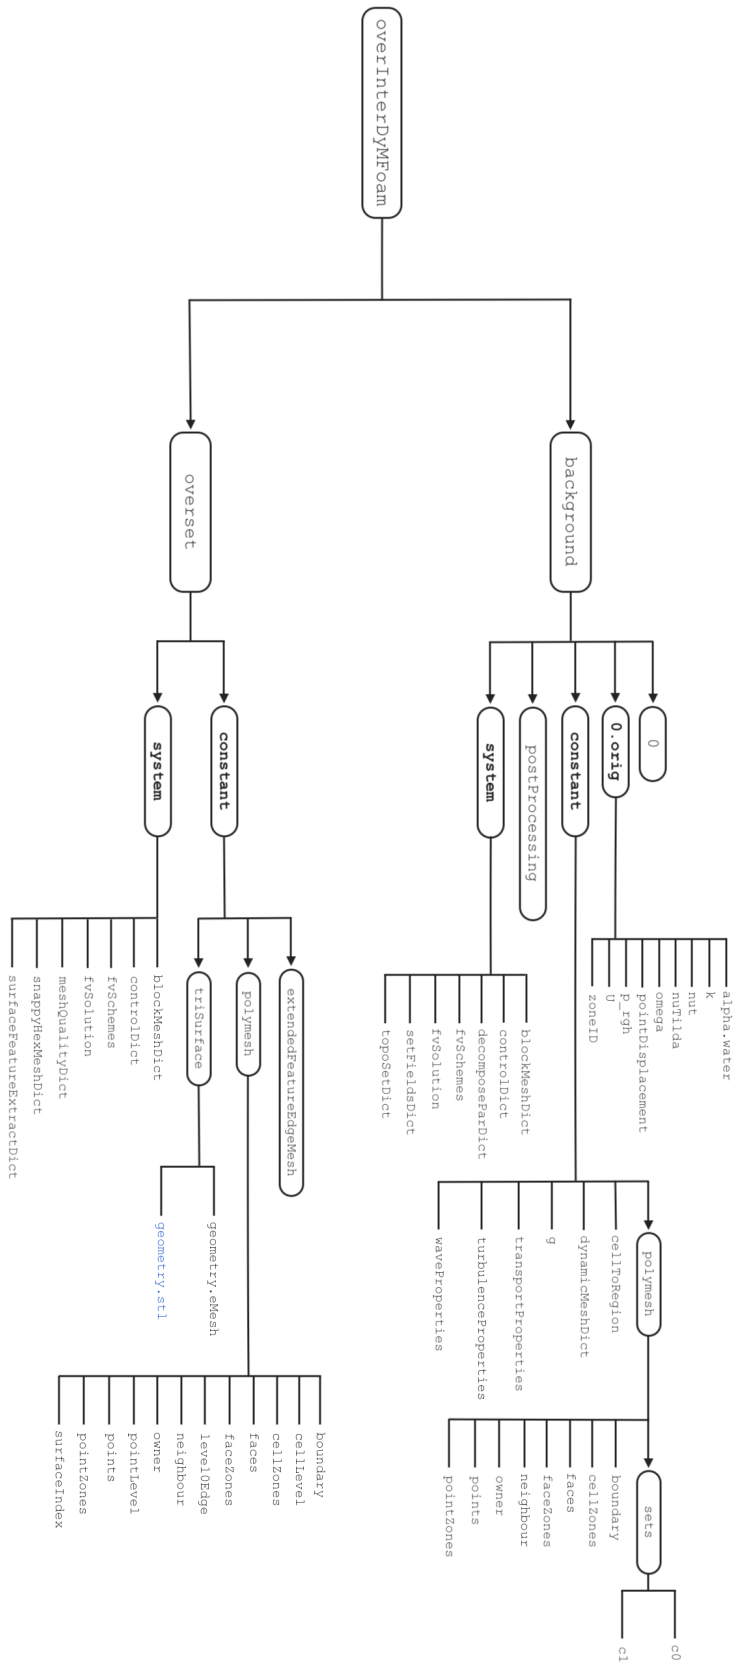 overInterDyMFoam
background
0
0.orig
alpha.water
k
nut
nuTilda
omega
pointDisplacement
p_rgh
U
zoneID
constant
polymesh
sets
c0
c1
boundary
cellZones
faces
faceZones
neighbour
owner
points
pointZones
cellToRegion
dynamicMeshDict
g
transportProperties
turbulenceProperties
waveProperties
postProcessing
system
blockMeshDict
controlDict
decomposeParDict
fvSchemes
fvSolution
setFieldsDict
topoSetDict
overset
constant
extendedFeatureEdgeMesh
polymesh
boundary
cellLevel
cellZones
faces
faceZones
level0Edge
neighbour
owner
pointLevel
points
pointZones
surfaceIndex
triSurface
geometry.eMesh
geometry.stl
system
blockMeshDict
controlDict
fvSchemes
fvSolution
meshQualityDict
snappyHexMeshDict
surfaceFeatureExtractDict